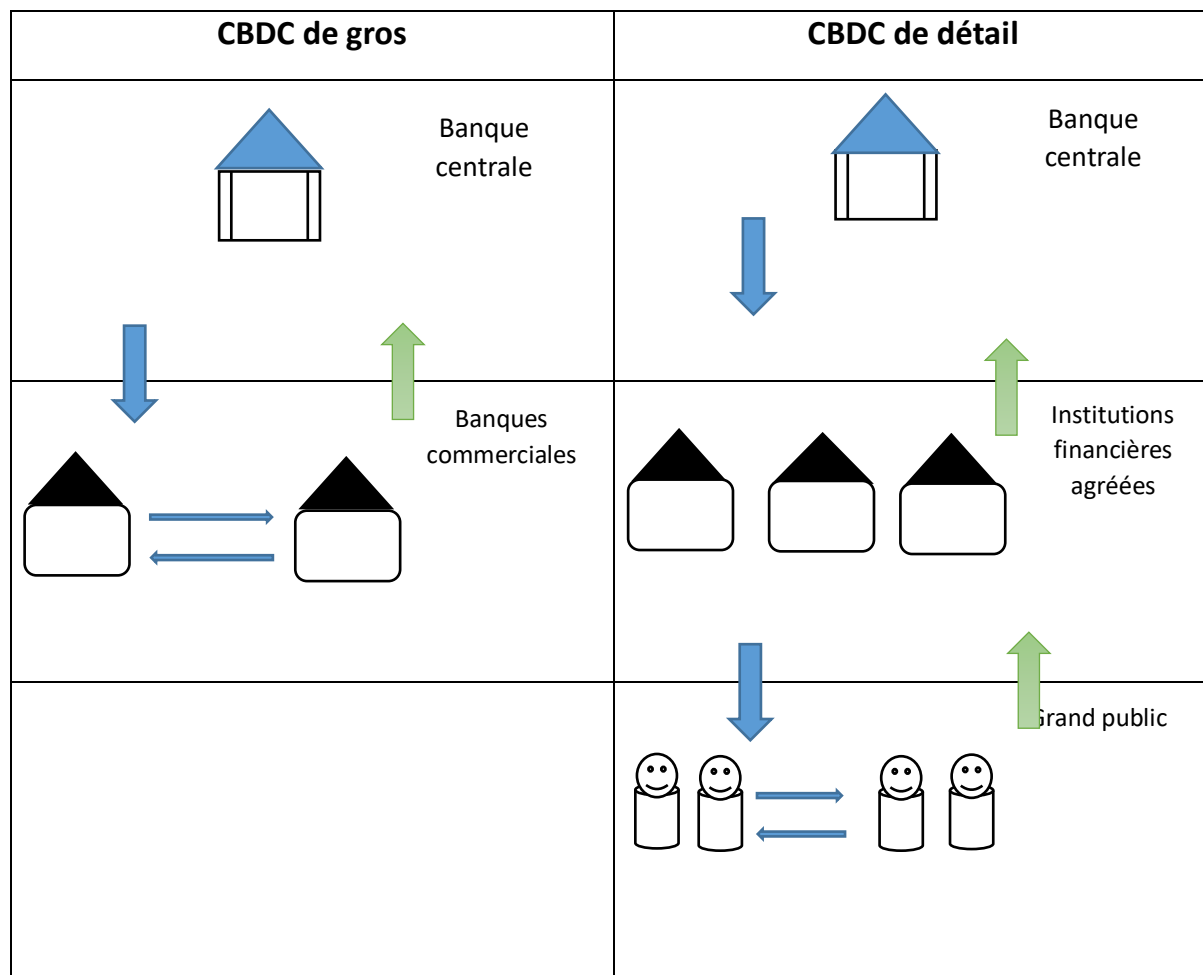 CBDC de gros
CBDC de détail
Banque
centrale
Banque
centrale
Banques
commerciales
Institutions
financières
agréées
Grand public